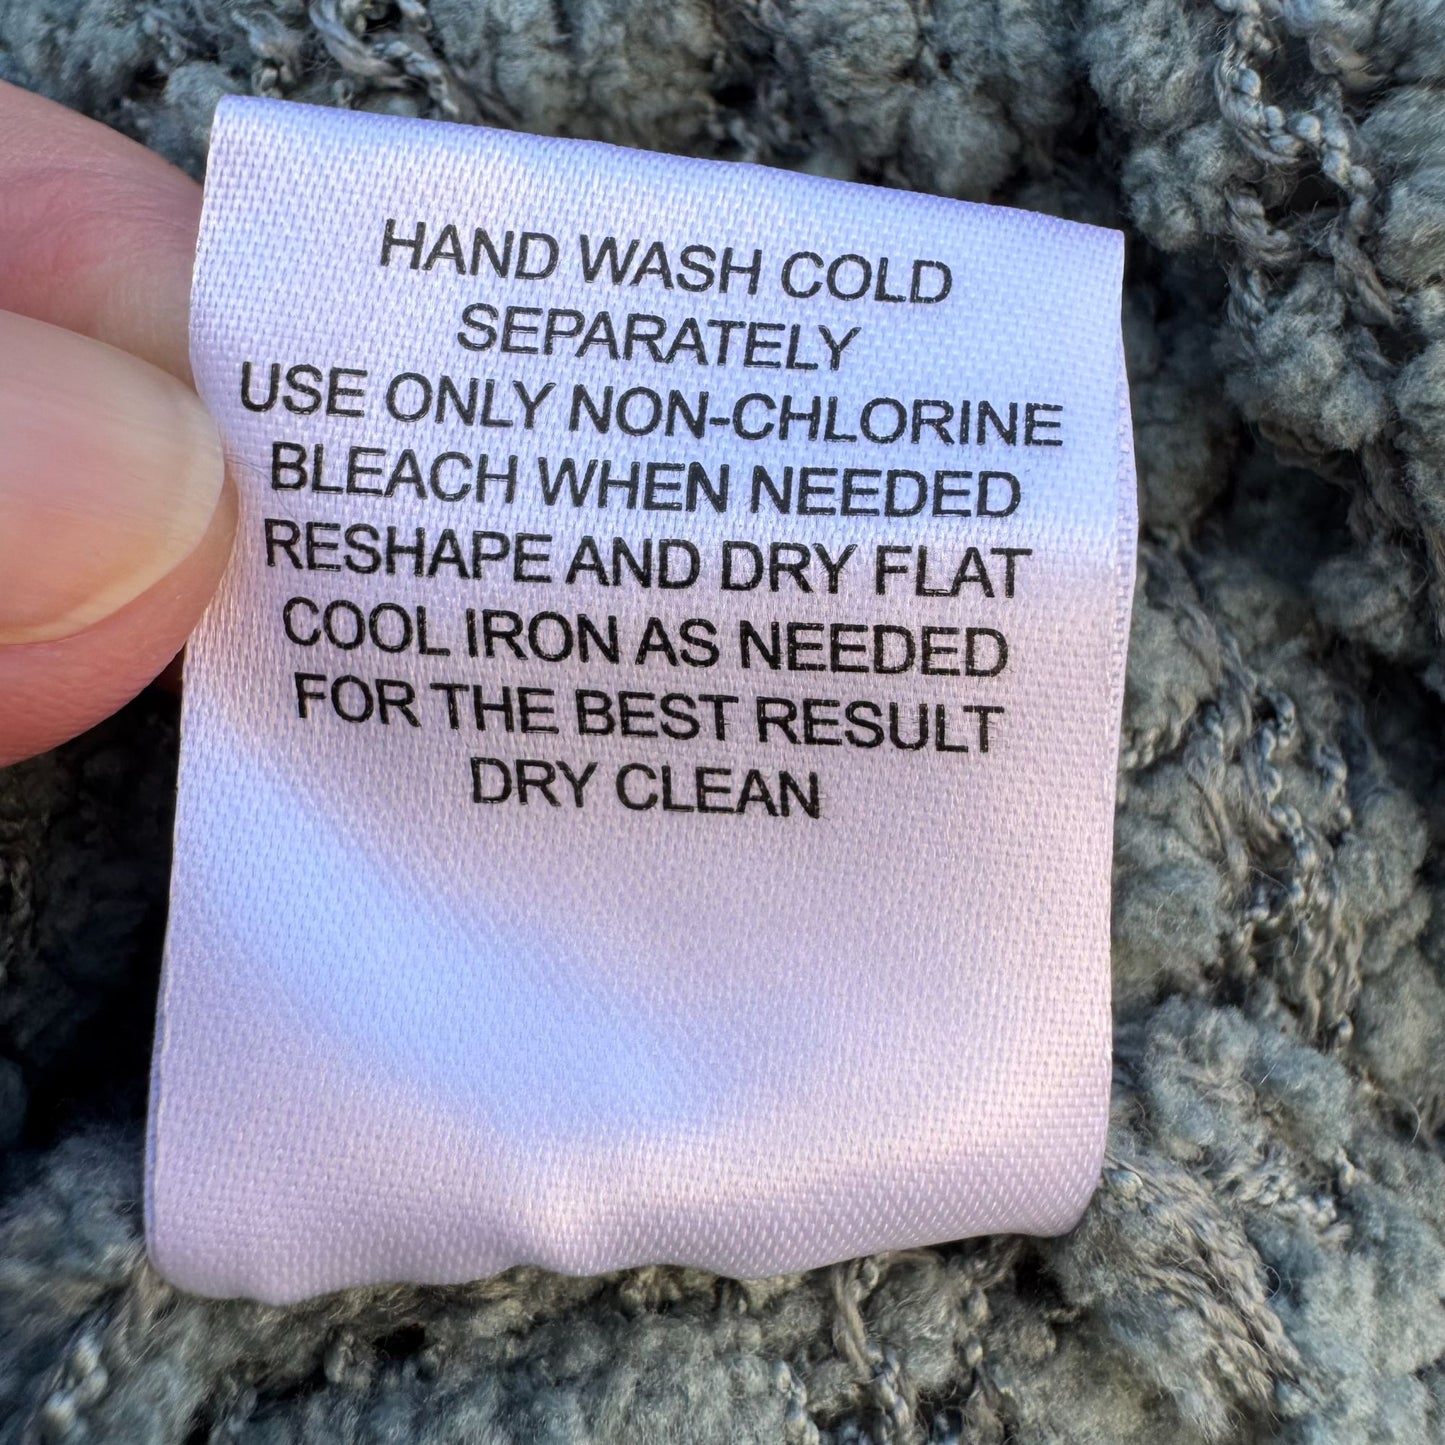 HAND WASH COLD
SEPARATELY
USE ONLY NON-CHLORINE
BLEACH WHEN NEEDED
RESHAPE AND DRY FLAT
COOL IRON AS NEEDED
FOR THE BEST RESULT
DRY CLEAN